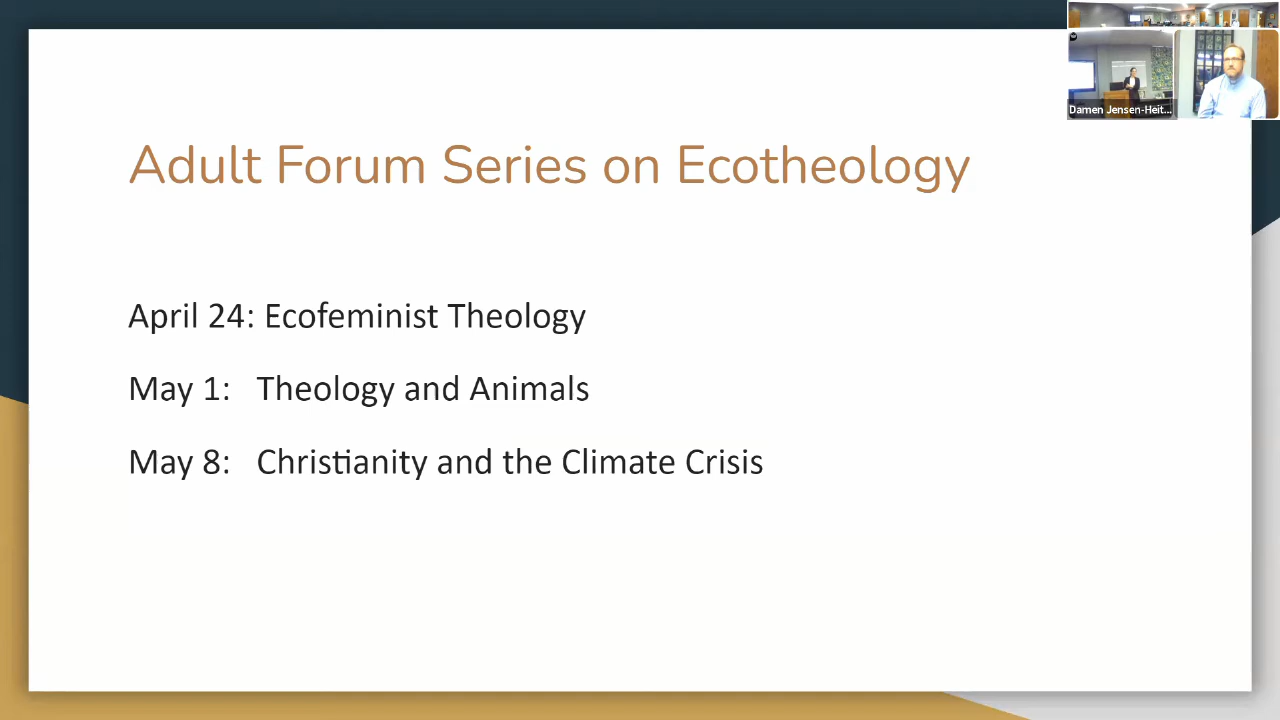 Adult Forum Series on Ecotheology
April 24: Ecofeminist Theology
May 1: Theology and Animals
May 8: Christianity and the Climate Crisis
Damen Jensen-Heit...